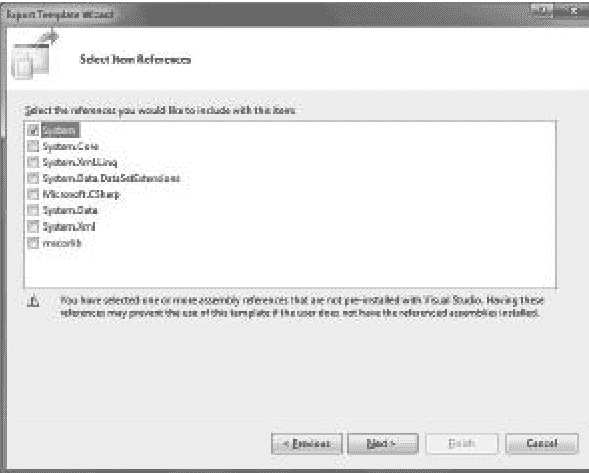 Export Template Wizard
Select Item References
Select the references you would like to include with this item:
System
System.Core
System.Xml.Linq
System.Data.DataSetExtensions
Microsoft.CSharp
System.Data
System.Xml
mscorlib
You have selected one or more assembly references that are not pre-installed with Visual Studio. Having these
references may prevent the use of this template if the user does not have the referenced assemblies installed.
< Previous
Next >
Finish
Cancel